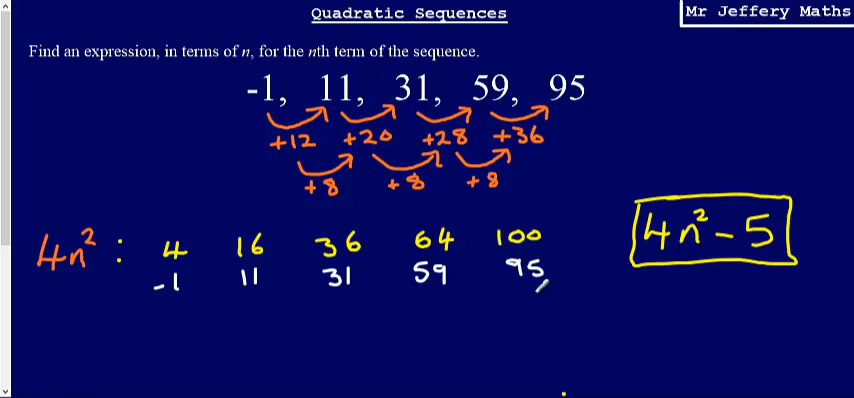 Quadratic Sequences
Mr Jeffery Maths
Find an expression, in terms of n, for the nth term of the sequence.
-1, 11, 31, 59, 95
+12 +20 +28 +36
+8 +8 +8
4n² : 4 16 36 64 100
-1 11 31 59 95
4n² - 5